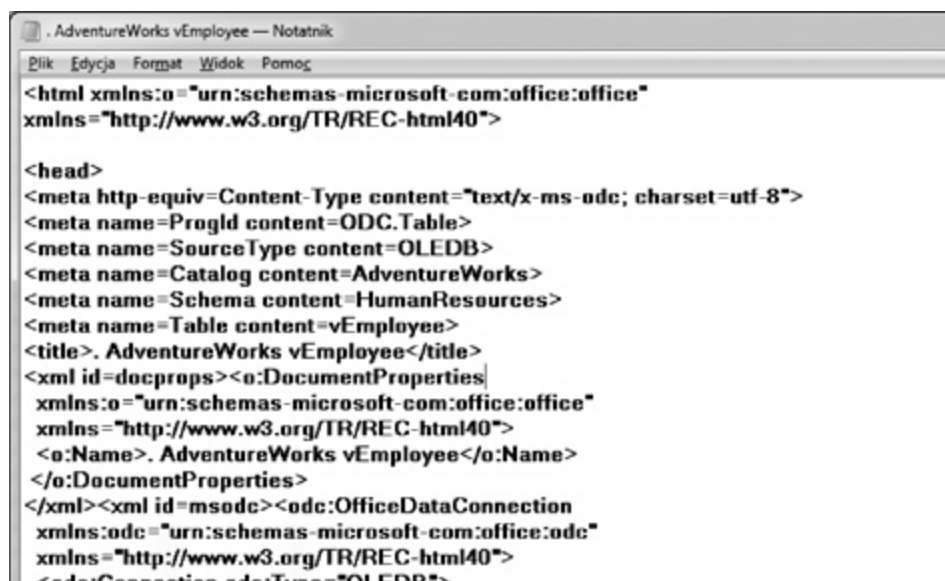 . AdventureWorks vEmployee — Notatnik
Plik Edycja Format Widok Pomoc
<html xmlns:o="urn:schemas-microsoft-com:office:office"
xmlns="http://www.w3.org/TR/REC-html40">
<head>
<meta http-equiv=Content-Type content="text/x-ms-odc; charset=utf-8">
<meta name=ProgId content=ODC.Table>
<meta name=SourceType content=OLEDB>
<meta name=Catalog content=AdventureWorks>
<meta name=Schema content=HumanResources>
<meta name=Table content=vEmployee>
<title>. AdventureWorks vEmployee</title>
<xml id=docprops><o:DocumentProperties
xmlns:o="urn:schemas-microsoft-com:office:office"
xmlns="http://www.w3.org/TR/REC-html40">
<o:Name>. AdventureWorks vEmployee</o:Name>
</o:DocumentProperties>
</xml><xml id=msodc><odc:OfficeDataConnection
xmlns:odc="urn:schemas-microsoft-com:office:odc"
xmlns="http://www.w3.org/TR/REC-html40">
<odc:Connection odc:Type="OLEDB">